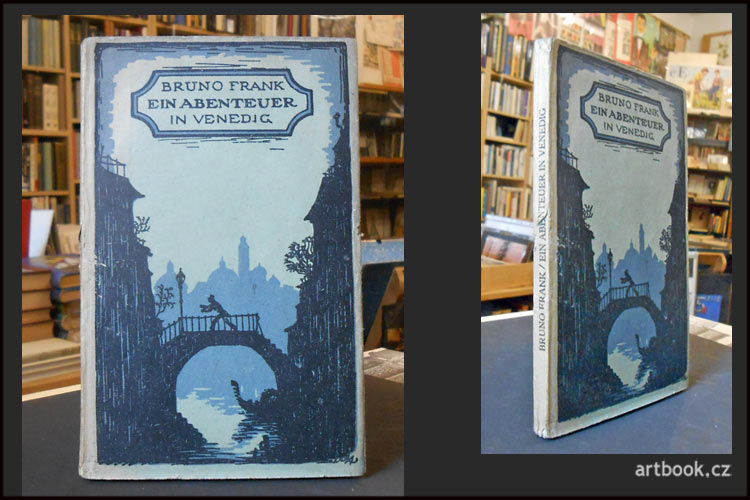 BRUNO FRANK
EIN ABENTEUER
IN VENEDIG
BRUNO FRANK
EIN ABENTEUER
IN VENEDIG
BRUNO FRANK / EIN ABENTEUER IN VENEDIG
artbook.cz